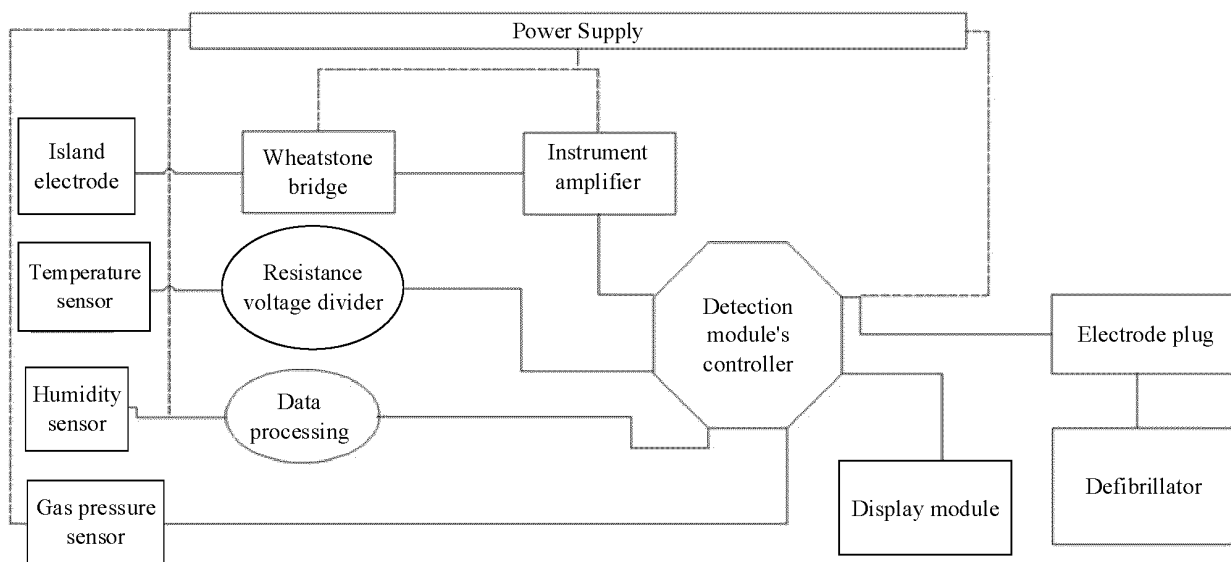 Power Supply
Island
electrode
Wheatstone
bridge
Instrument
amplifier
Temperature
sensor
Resistance
voltage divider
Detection
module's
controller
Electrode plug
Humidity
sensor
Data
processing
Gas pressure
sensor
Display module
Defibrillator